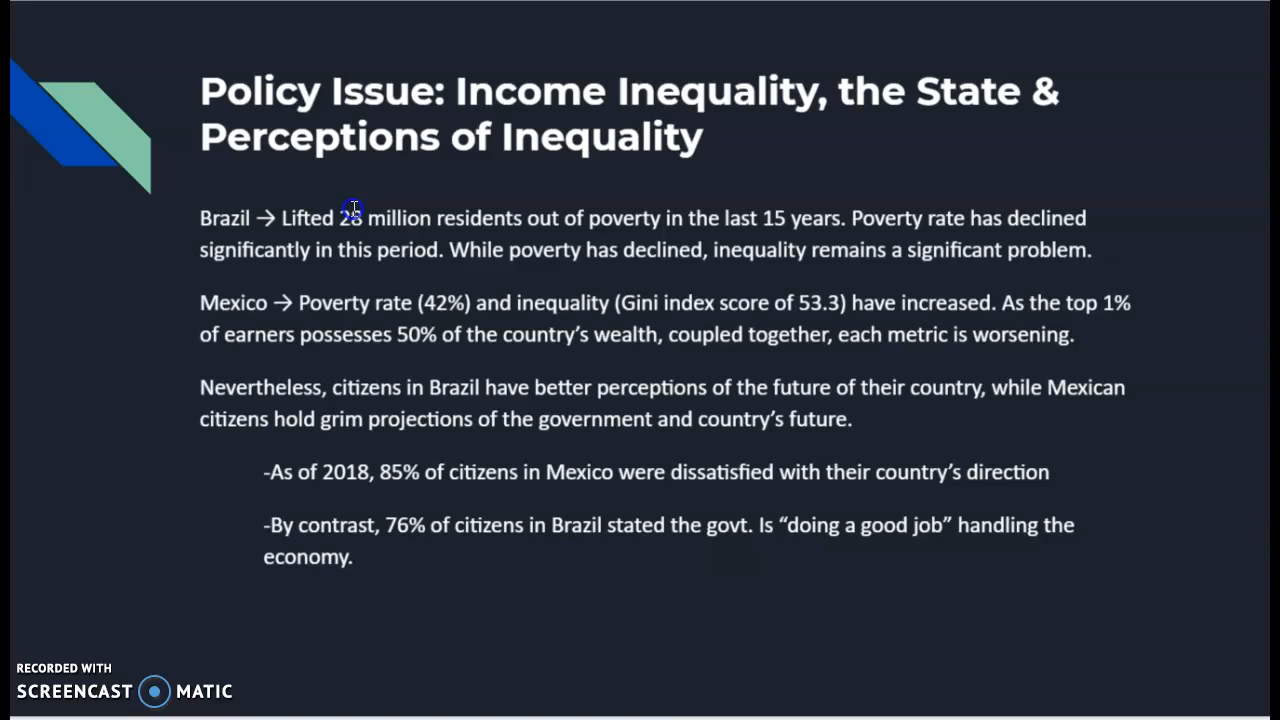 Policy Issue: Income Inequality, the State &
Perceptions of Inequality
Brazil → Lifted 28 million residents out of poverty in the last 15 years. Poverty rate has declined
significantly in this period. While poverty has declined, inequality remains a significant problem.
Mexico → Poverty rate (42%) and inequality (Gini index score of 53.3) have increased. As the top 1%
of earners possesses 50% of the country’s wealth, coupled together, each metric is worsening.
Nevertheless, citizens in Brazil have better perceptions of the future of their country, while Mexican
citizens hold grim projections of the government and country’s future.
-As of 2018, 85% of citizens in Mexico were dissatisfied with their country’s direction
-By contrast, 76% of citizens in Brazil stated the govt. Is “doing a good job” handling the
economy.
RECORDED WITH
SCREENCAST MATIC